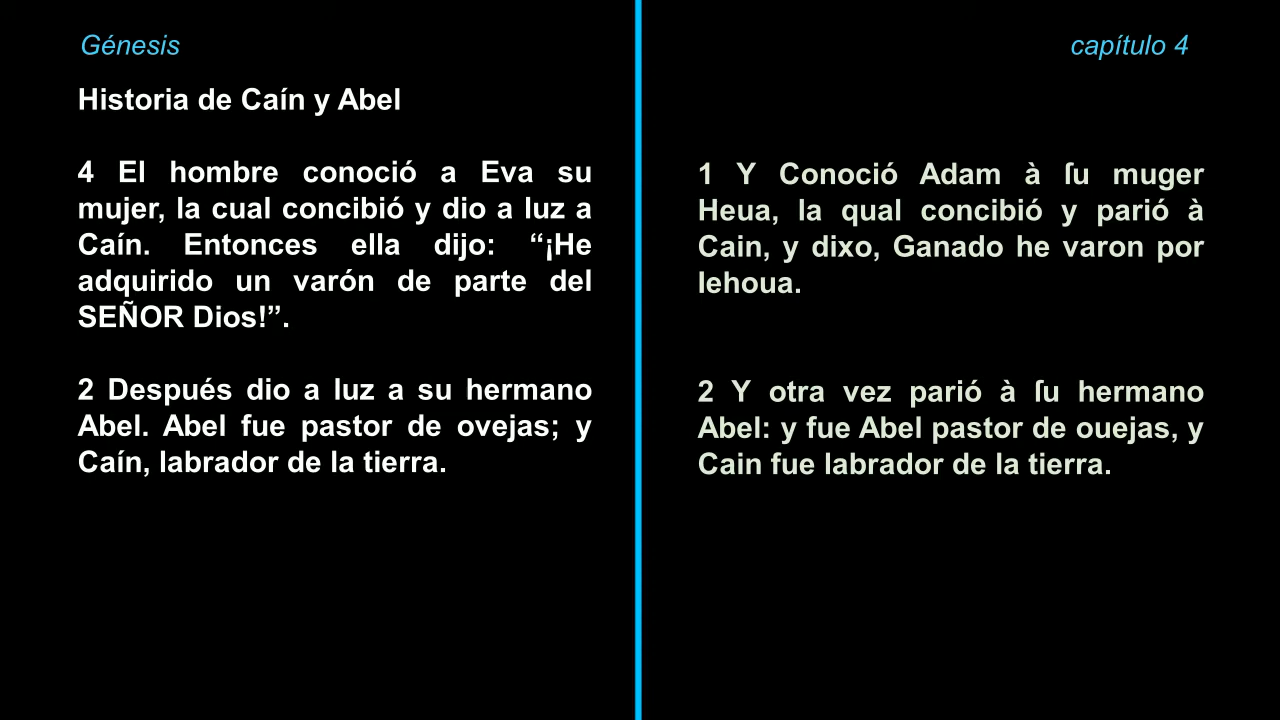 Génesis
capítulo 4
Historia de Caín y Abel
4 El hombre conoció a Eva su
mujer, la cual concibió y dio a luz a
Caín. Entonces ella dijo: “¡He
adquirido un varón de parte del
SEÑOR Dios!”.
2 Después dio a luz a su hermano
Abel. Abel fue pastor de ovejas; y
Caín, labrador de la tierra.
1 Y Conoció Adam à ſu muger
Heua, la qual concibió y parió à
Cain, y dixo, Ganado he varon por
Iehoua.
2 Y otra vez parió à ſu hermano
Abel: y fue Abel pastor de ouejas, y
Cain fue labrador de la tierra.